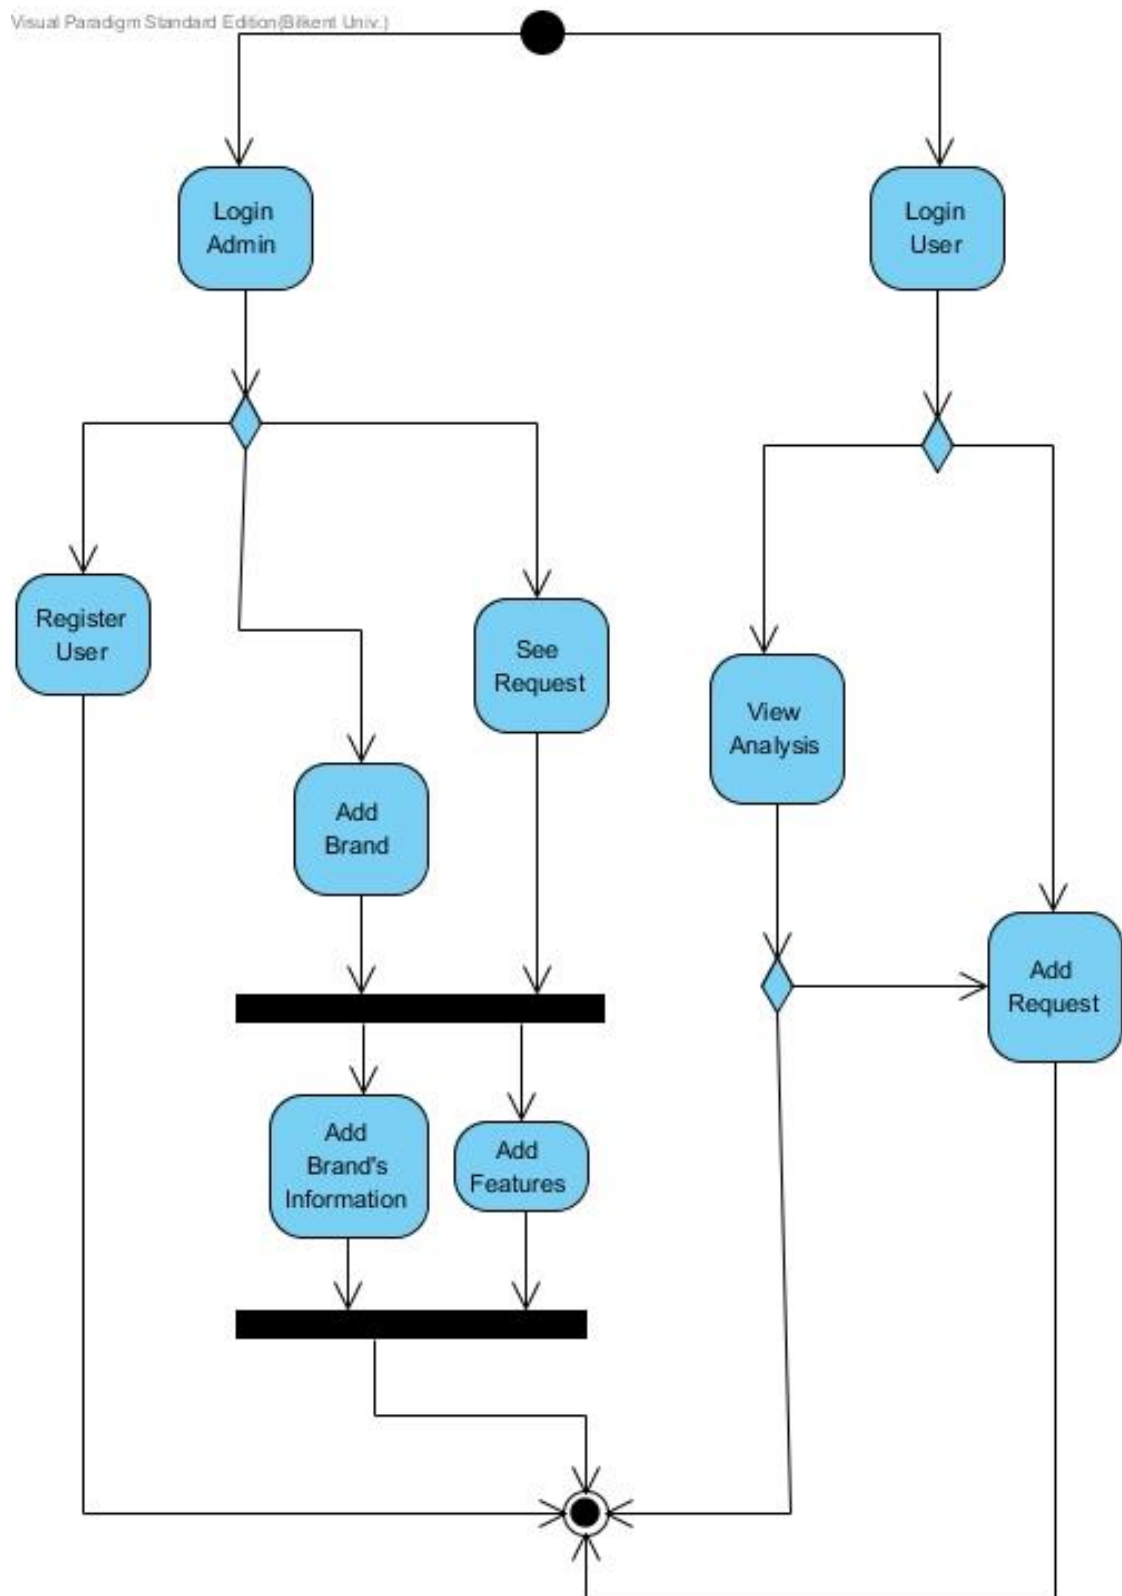 Visual Paradigm Standard Edition(Bilkent Univ.)
Login
Admin
Login
User
Register
User
See
Request
View
Analysis
Add
Brand
Add
Request
Add
Brand"s
Information
Add
Features